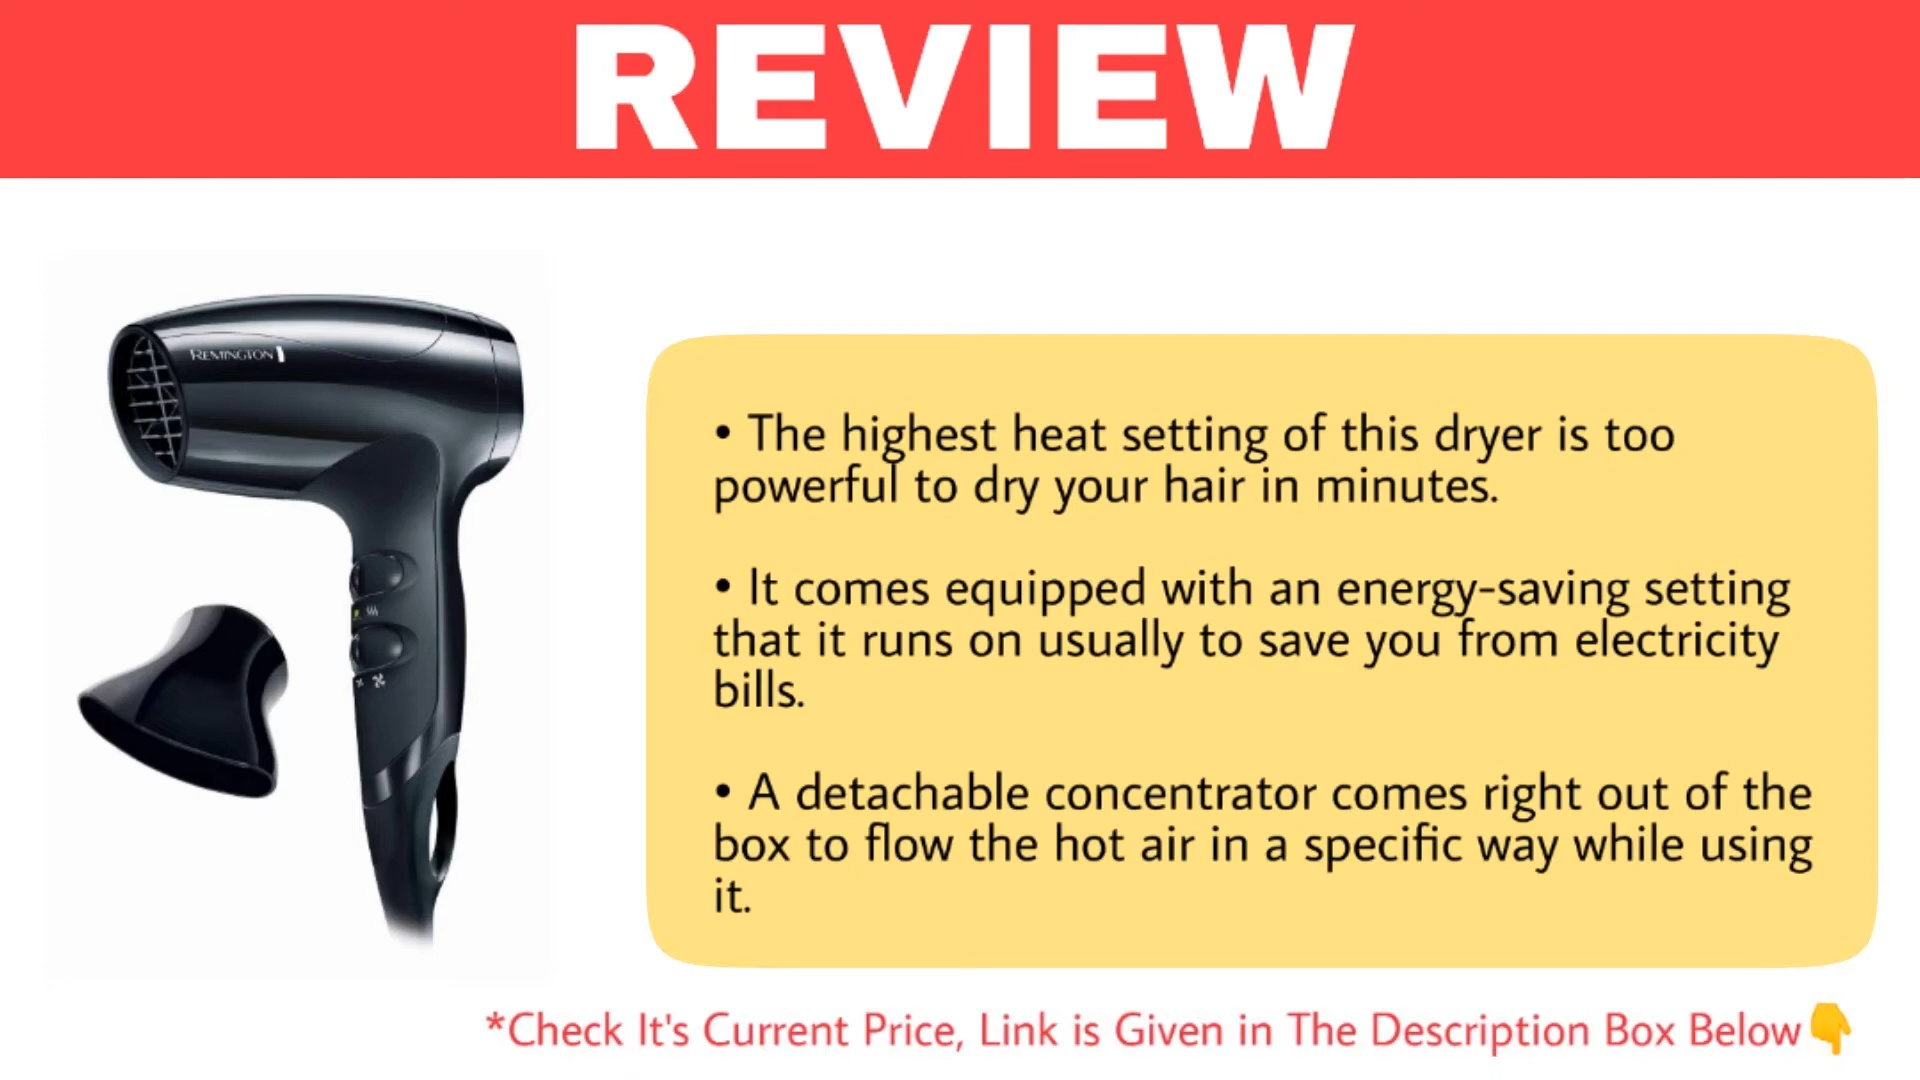 REVIEW
REMINGTON
• The highest heat setting of this dryer is too
powerful to dry your hair in minutes.
• It comes equipped with an energy-saving setting
that it runs on usually to save you from electricity
bills.
• A detachable concentrator comes right out of the
box to flow the hot air in a specific way while using
it.
*Check It's Current Price, Link is Given in The Description Box Below👇